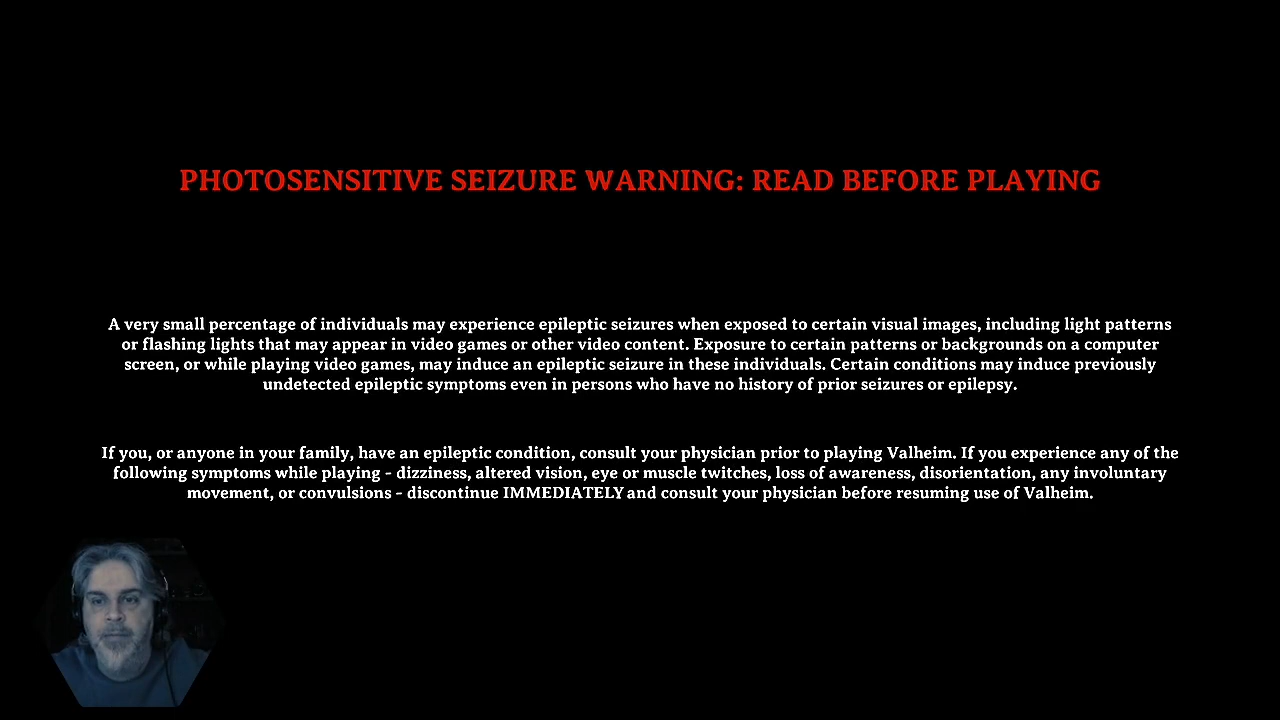 PHOTOSENSITIVE SEIZURE WARNING: READ BEFORE PLAYING
A very small percentage of individuals may experience epileptic seizures when exposed to certain visual images, including light patterns
or flashing lights that may appear in video games or other video content. Exposure to certain patterns or backgrounds on a computer
screen, or while playing video games, may induce an epileptic seizure in these individuals. Certain conditions may induce previously
undetected epileptic symptoms even in persons who have no history of prior seizures or epilepsy.
If you, or anyone in your family, have an epileptic condition, consult your physician prior to playing Valheim. If you experience any of the
following symptoms while playing - dizziness, altered vision, eye or muscle twitches, loss of awareness, disorientation, any involuntary
movement, or convulsions - discontinue IMMEDIATELY and consult your physician before resuming use of Valheim.